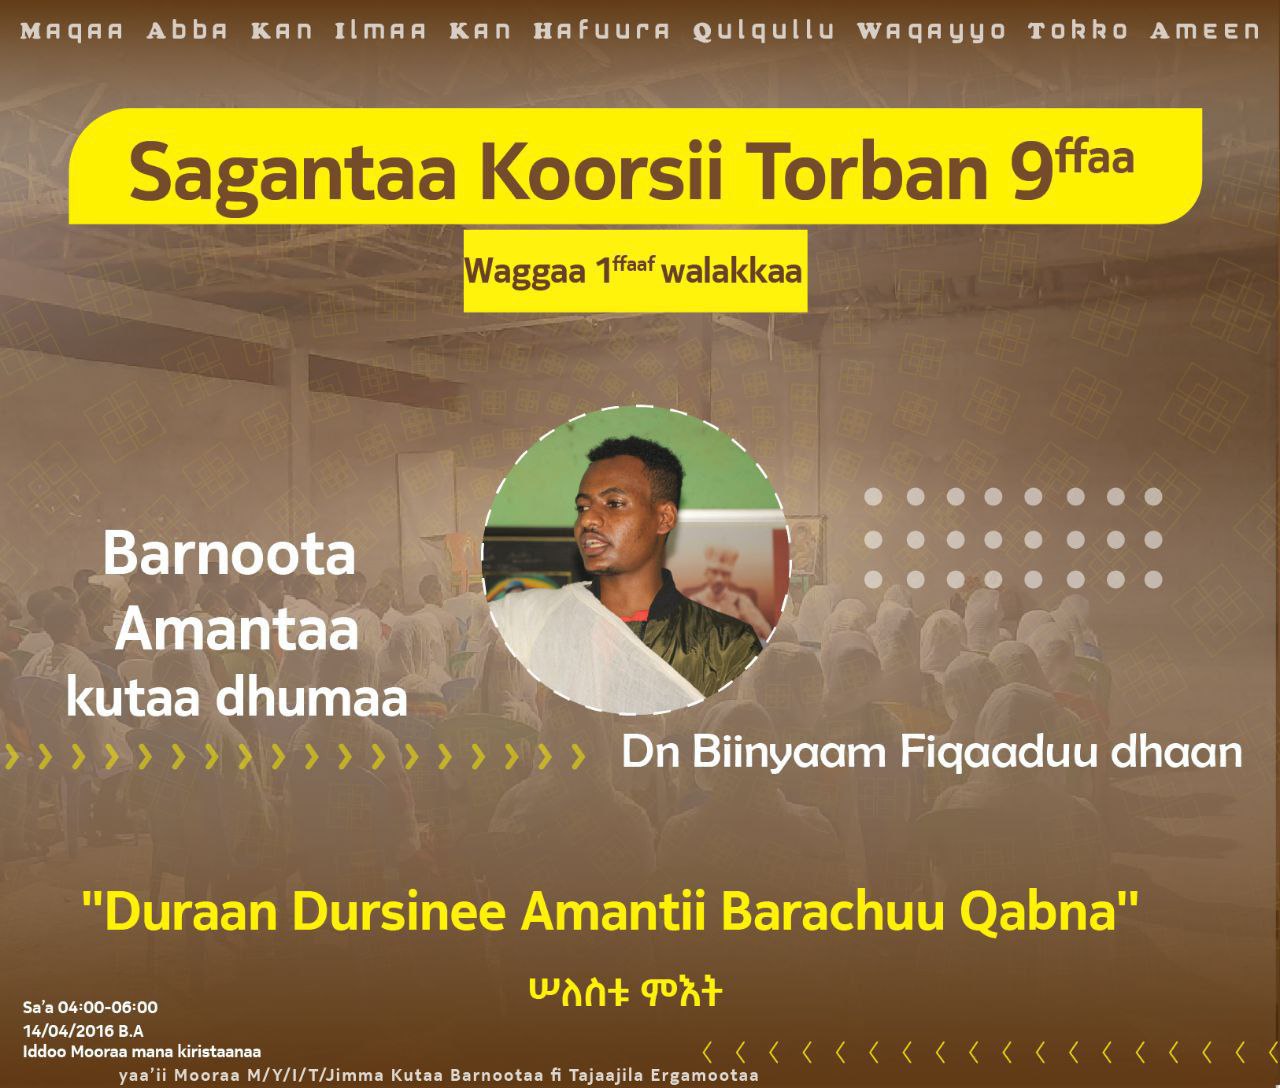 Maqaa Abba Kan Ilmaa Kan Hafuura Qulqullu Waqayyo Tokko Ameen
Sagantaa Koorsii Torban 9ffaa
Waggaa 1ffaaf walakkaa
Barnoota
Amantaa
kutaa dhumaa
Dn Biinyaam Fiqaaduu dhaan
"Duraan Dursinee Amantii Barachuu Qabna"
ሠለስቱ ምእት
Sa'a 04:00-06:00
14/04/2016 B.A
Iddoo Mooraa mana kiristaanaa
yaa'ii Mooraa M/Y/I/T/Jimma Kutaa Barnootaa fi Tajaajila Ergamootaa